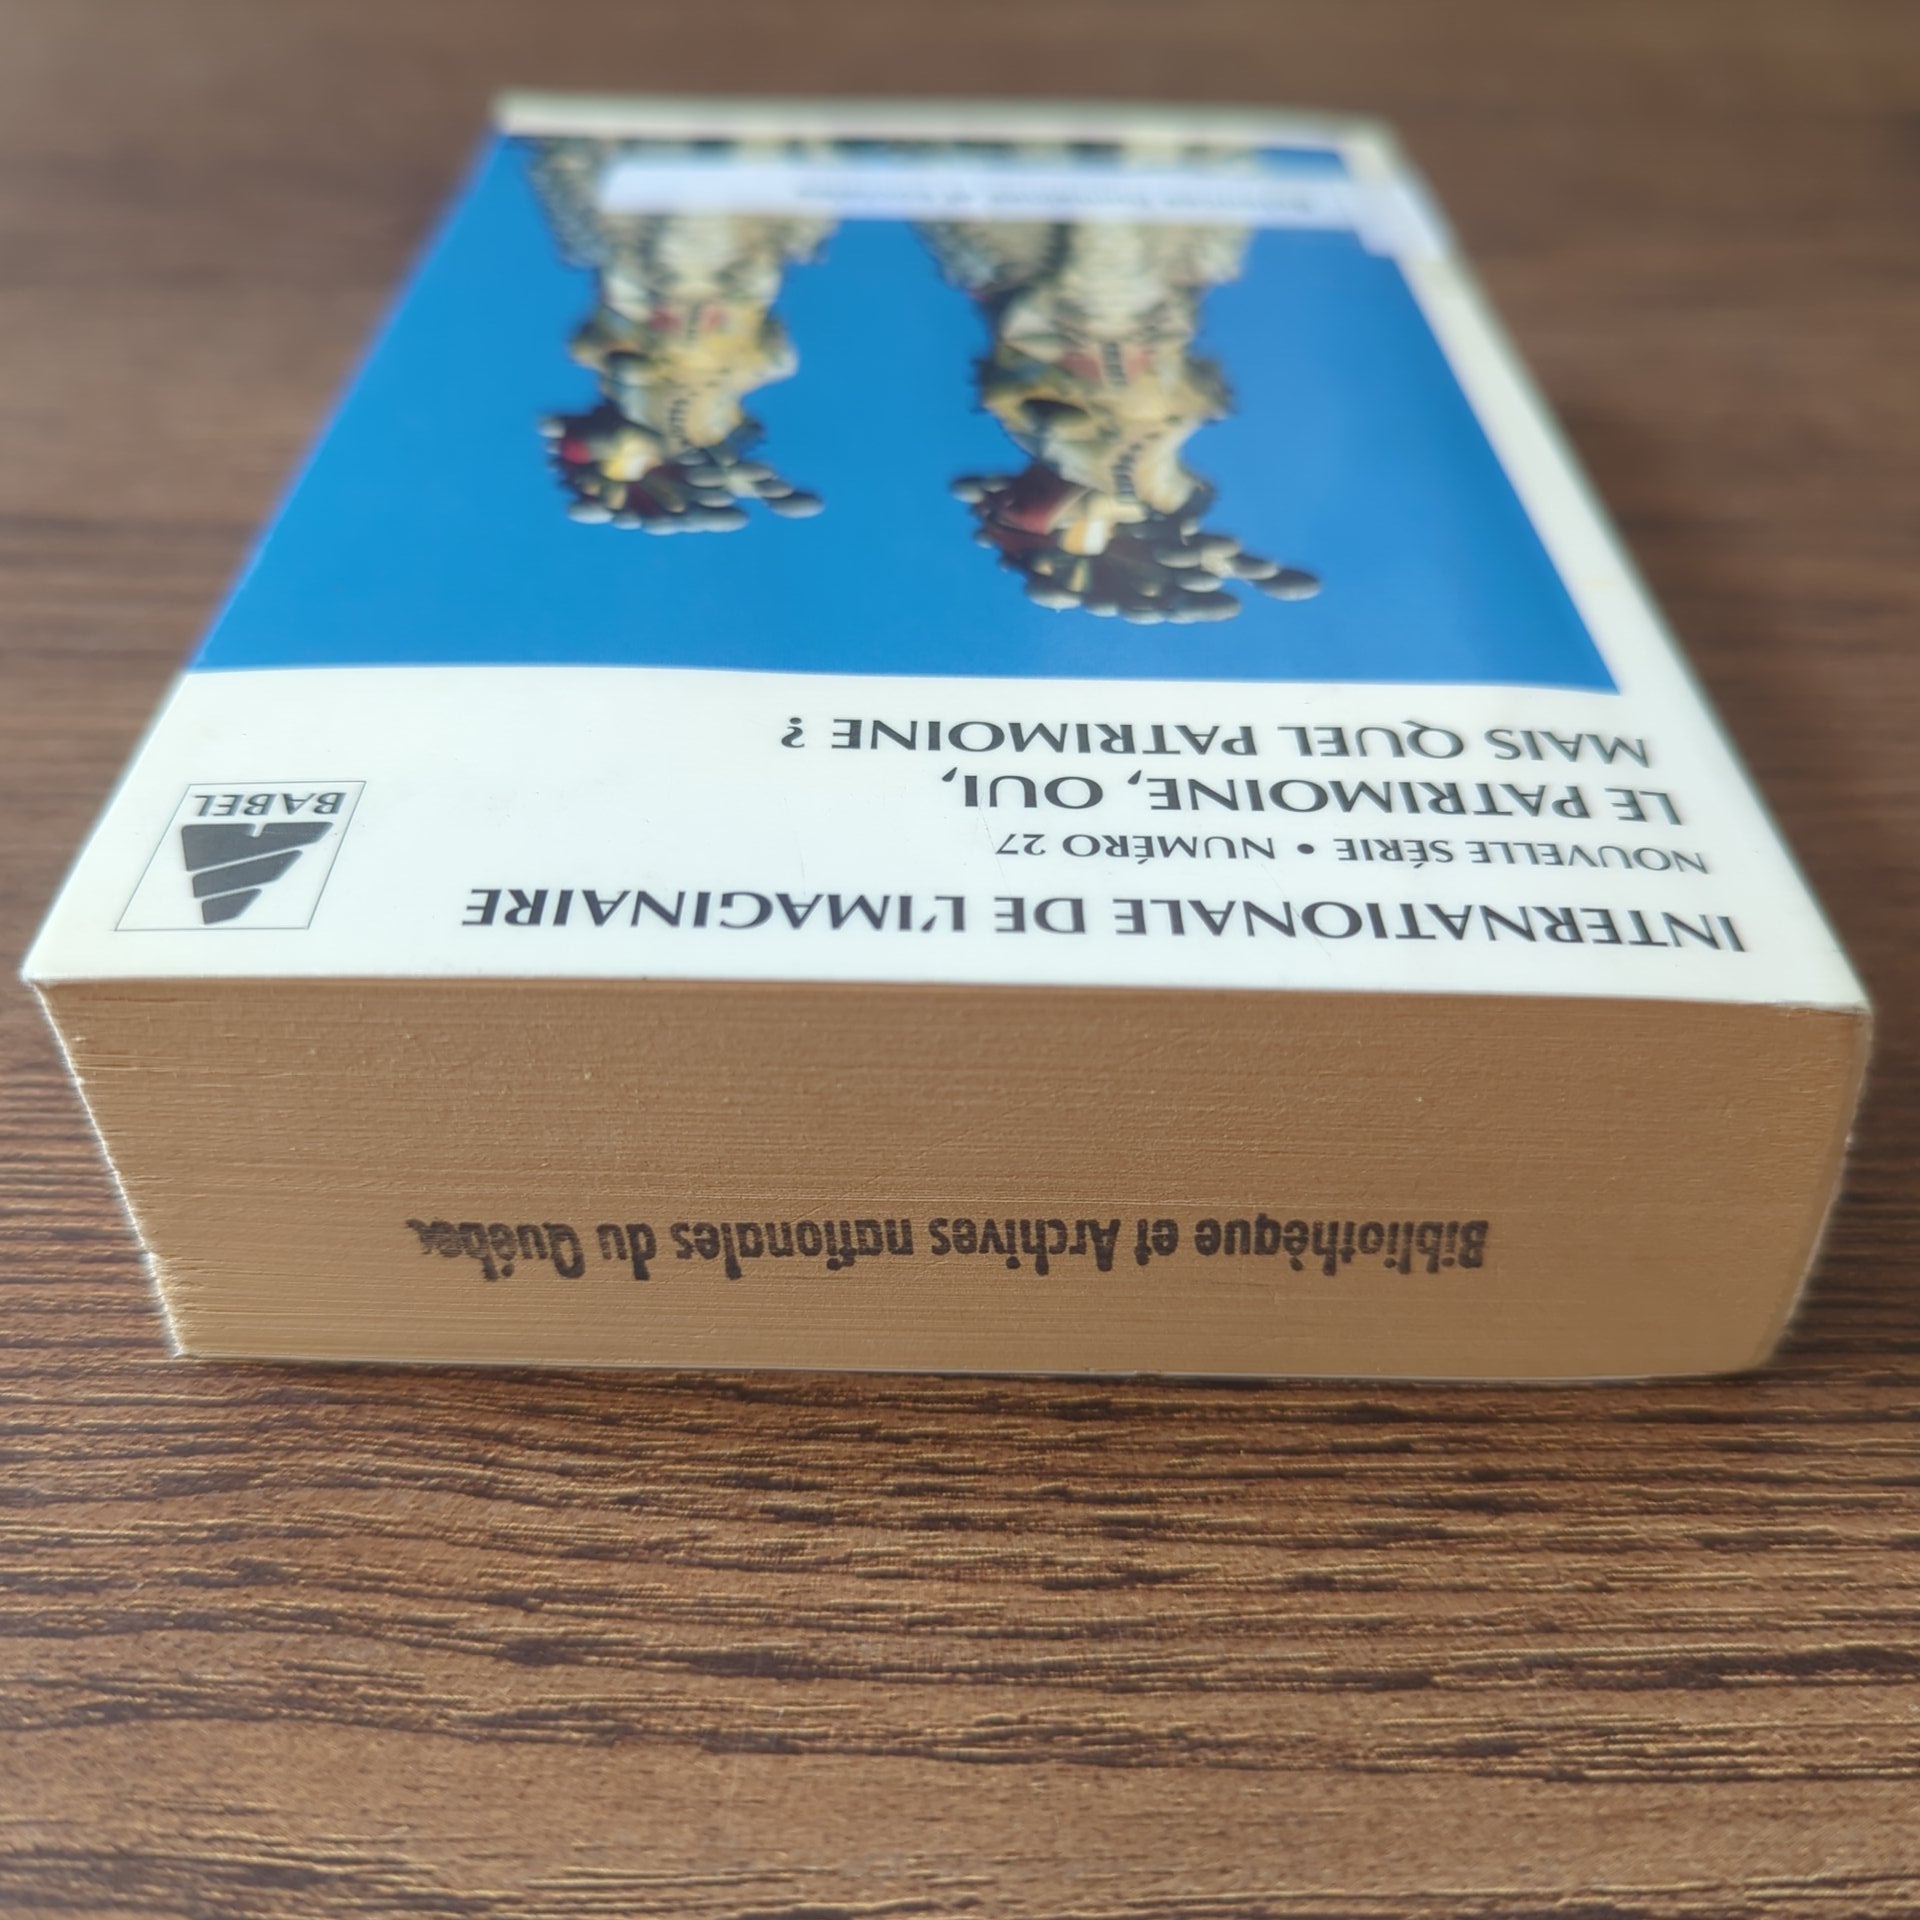 INTERNATIONALE DE L'IMAGINAIRE
NOUVELLE SÉRIE • NUMÉRO 27
LE PATRIMOINE, OUI,
MAIS QUEL PATRIMOINE ?
BABEL
Bibliothèque et Archives nationales du Québec